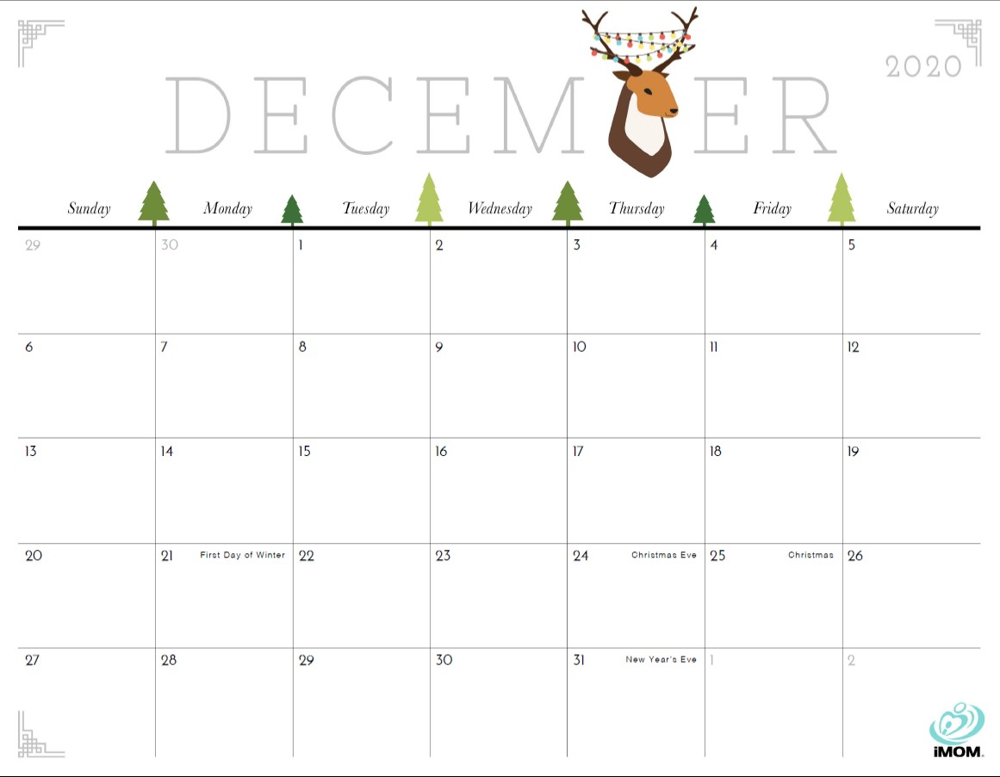 2020
DECEM ER
Sunday Monday Tuesday Wednesday Thursday Friday Saturday
29 30 1 2 3 4 5
6 7 8 9 10 11 12
13 14 15 16 17 18 19
20 21 First Day of Winter 22 23 24 Christmas Eve 25 Christmas 26
27 28 29 30 31 New Year's Eve 1 2
iMOM